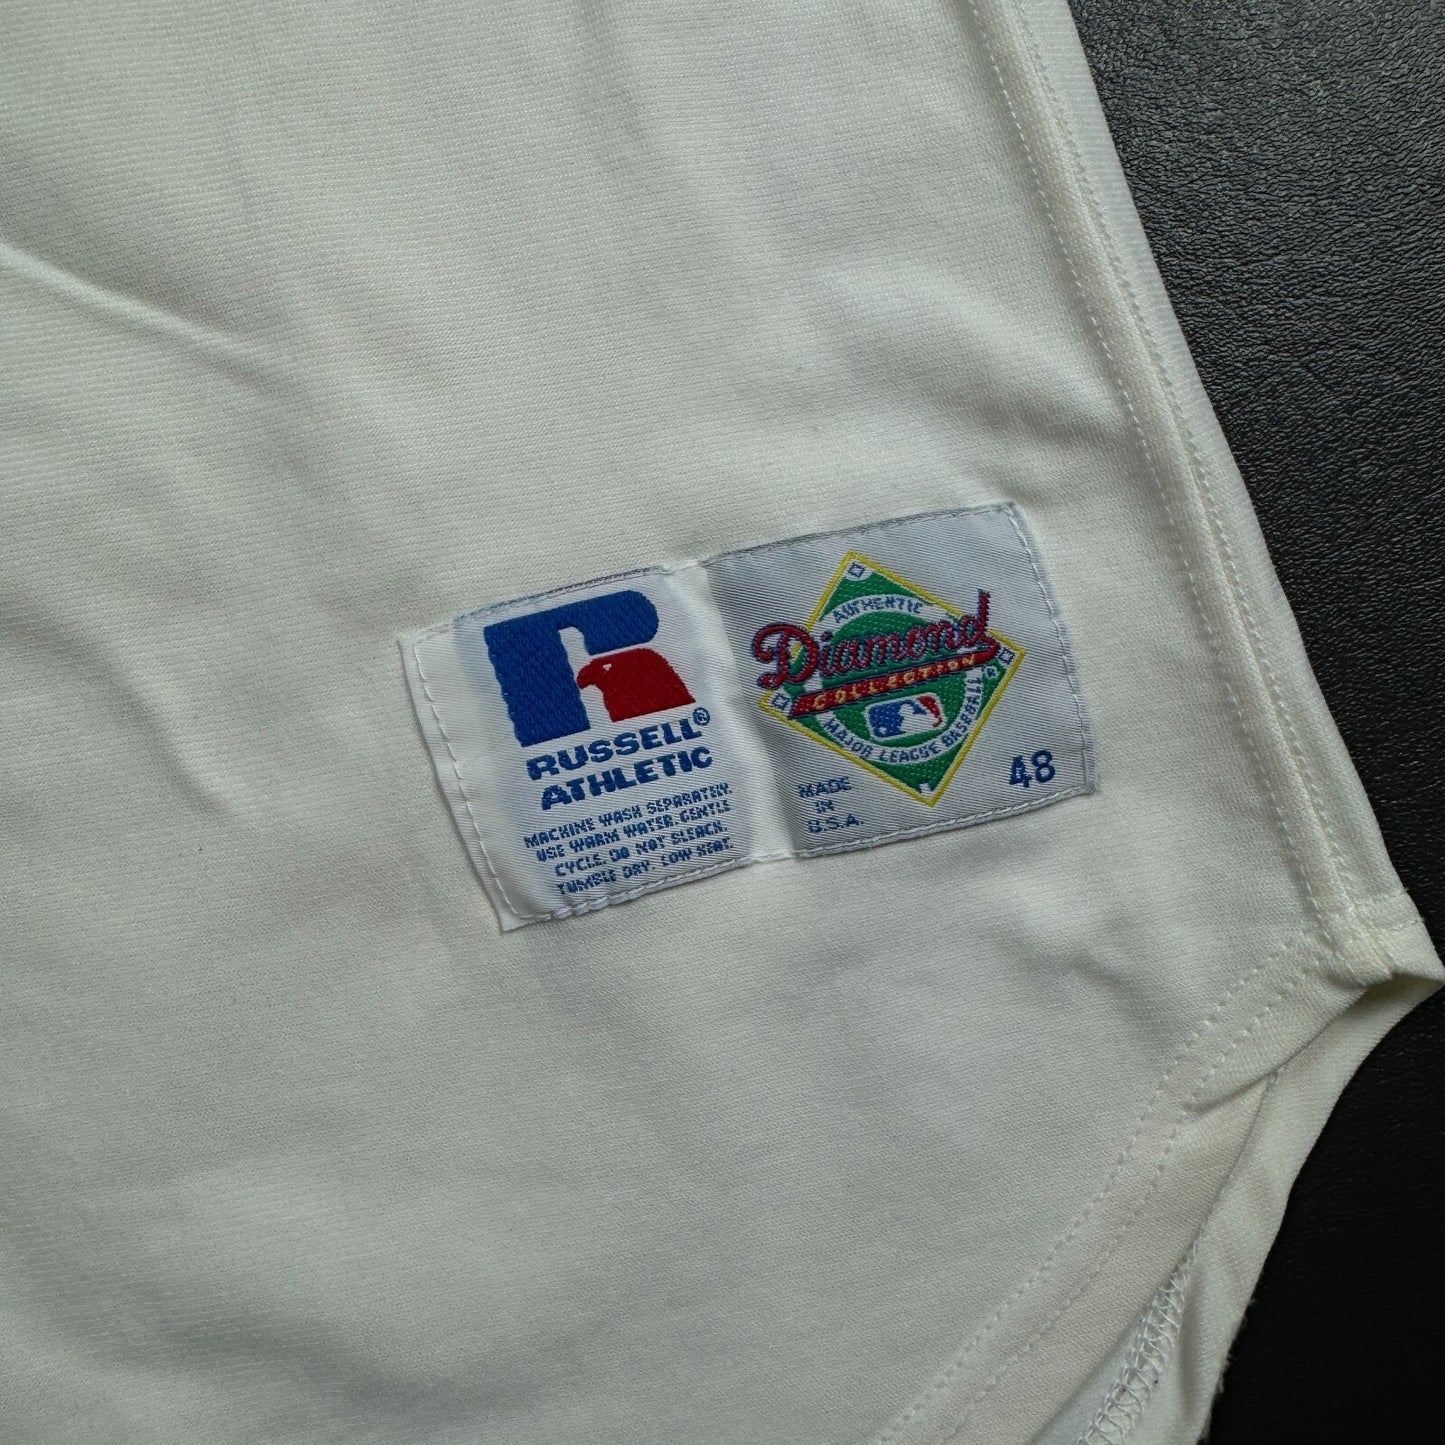 RUSSELL®
ATHLETIC
MACHINE WASH SEPARATELY.
USE WARM WATER. GENTLE
CYCLE. DO NOT BLEACH.
TUMBLE DRY. LOW HEAT.
AUTHENTIC
Diamond
COLLECTION
MAJOR LEAGUE BASEBALL
MADE
IN
U.S.A.
48